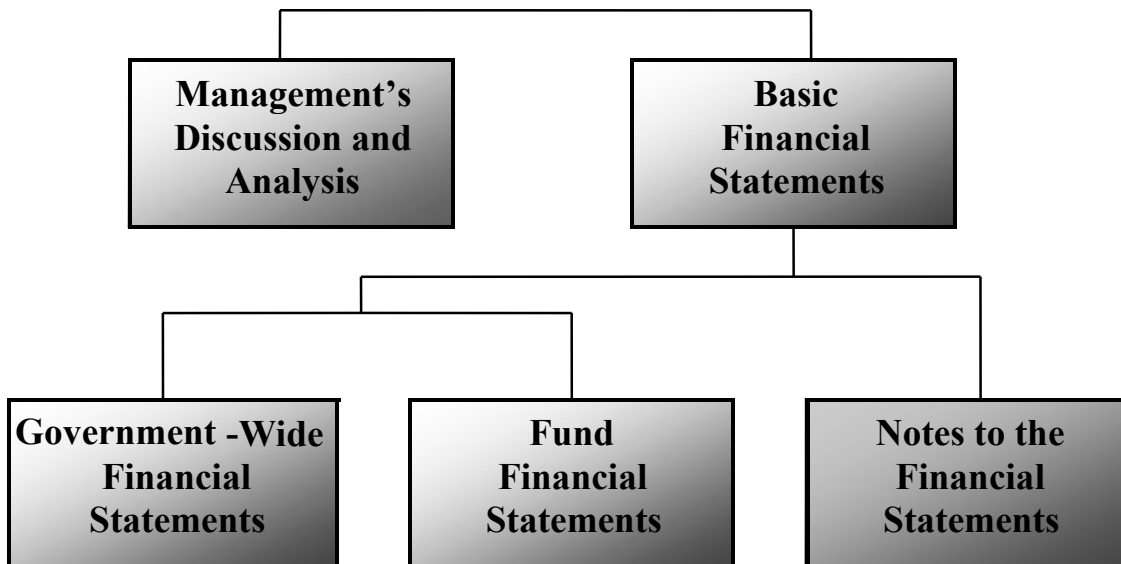 Management’s
Discussion and
Analysis
Basic
Financial
Statements
Government -Wide
Financial
Statements
Fund
Financial
Statements
Notes to the
Financial
Statements